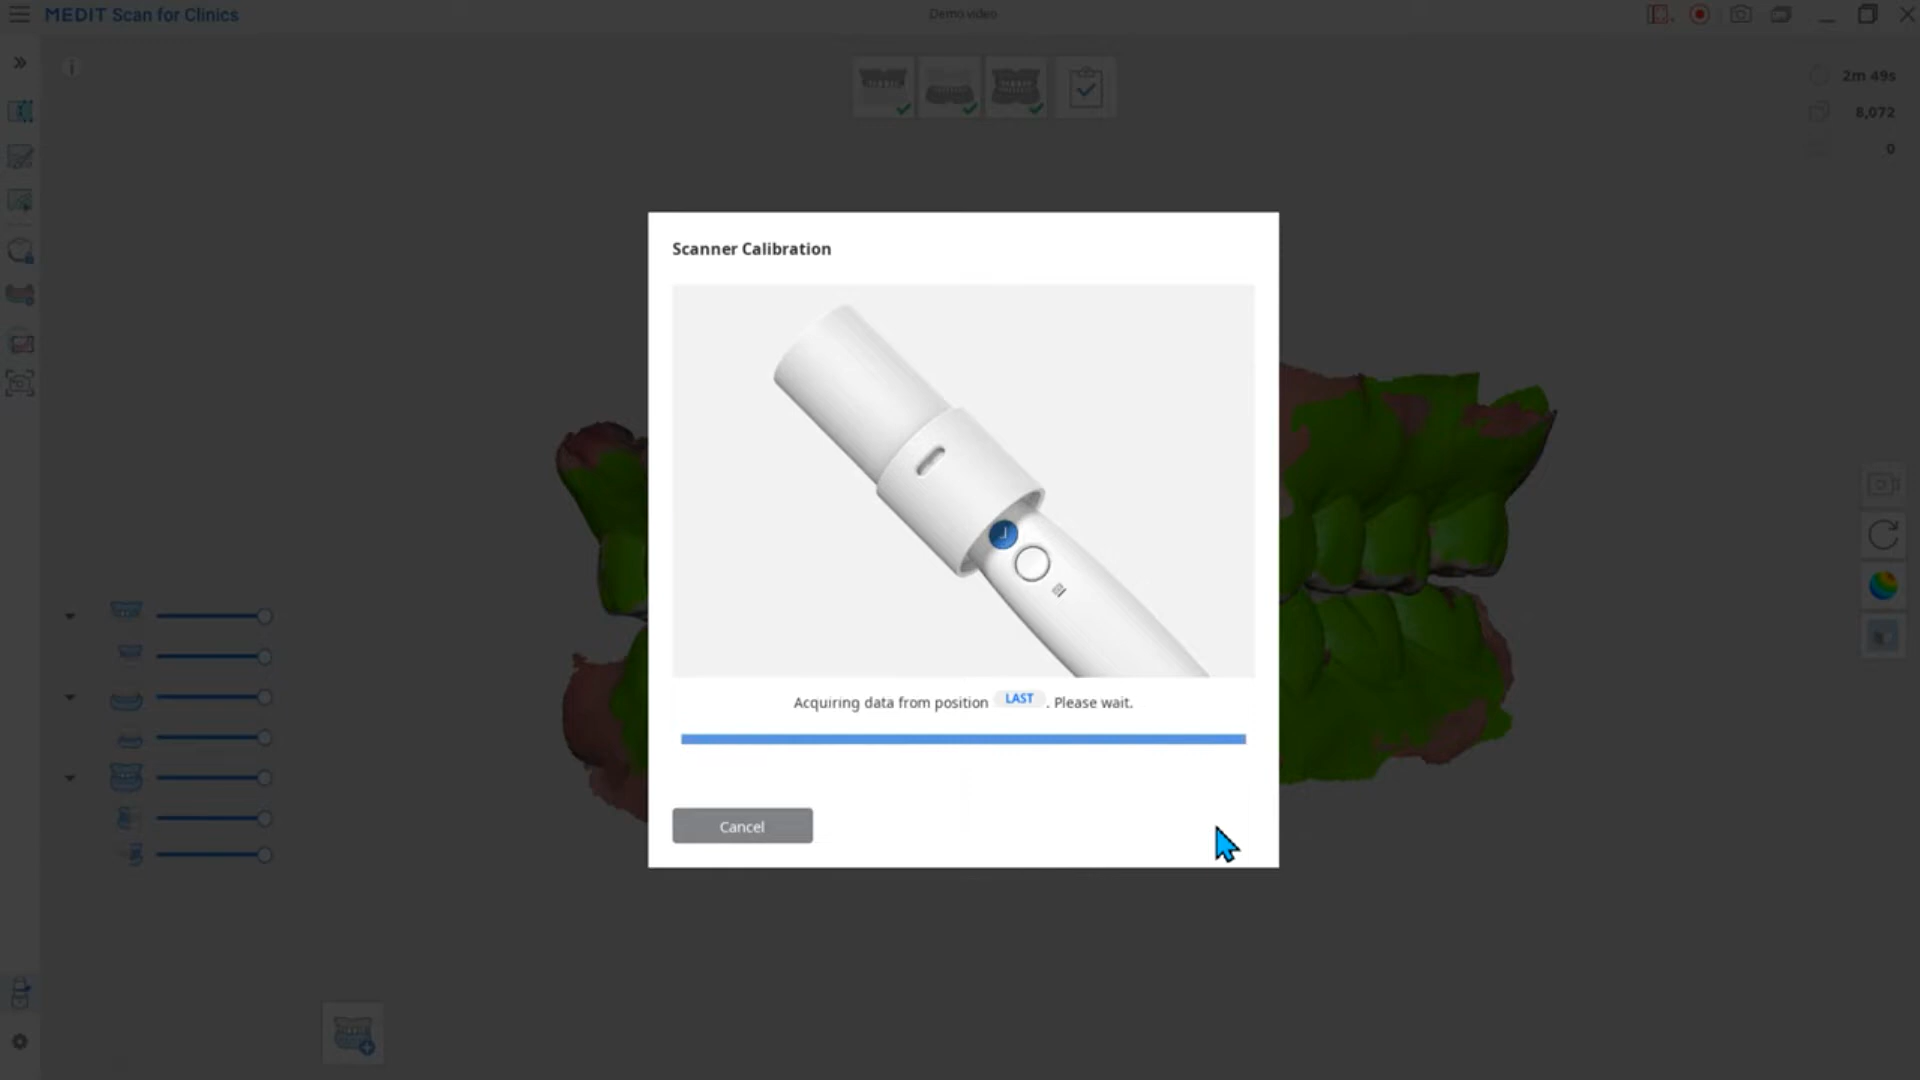 MEDIT Scan for Clinics
Demo video
2m 49s
8,072
0
Scanner Calibration
Acquiring data from position LAST. Please wait.
Cancel